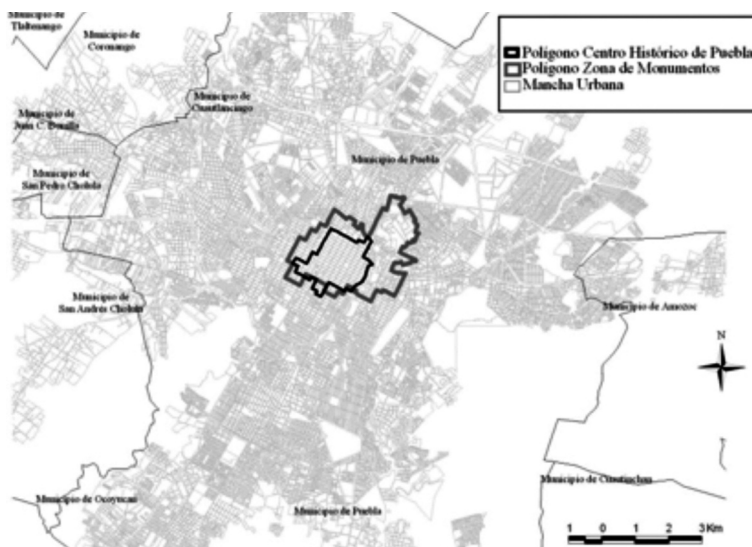 Municipio de
Tlaltenango
Municipio de
Coronango
Polígono Centro Histórico de Puebla
Polígono Zona de Monumentos
Mancha Urbana
Municipio de
Cuautlancingo
Municipio de
Juan C. Bonilla
Municipio de Puebla
Municipio de
San Pedro Cholula
Municipio de
San Andrés Cholula
Municipio de Amozoc
N
Municipio de Cuautinchan
Municipio de Ocoyucan
Municipio de Puebla
1 0 1 2 3 Km